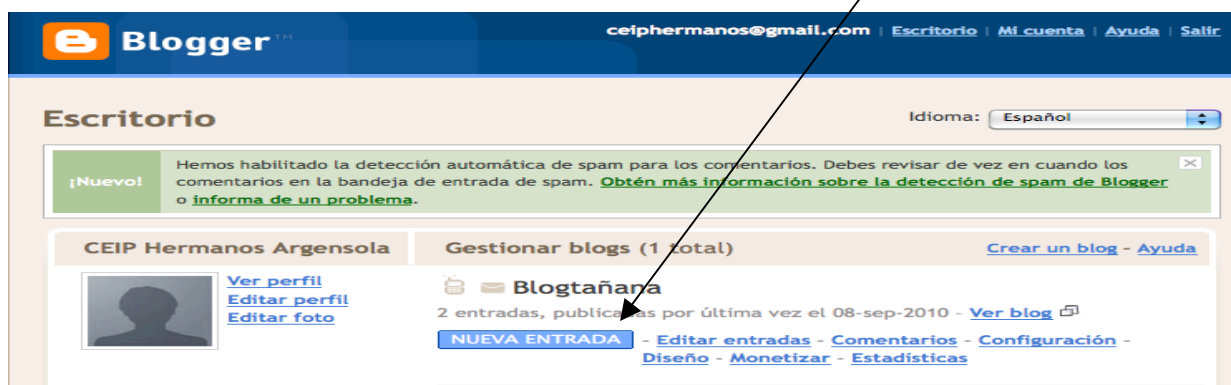 Blogger™
ceiphermanos@gmail.com | Escritorio | Mi cuenta | Ayuda | Salir
Escritorio
Idioma: Español
¡Nuevo!
Hemos habilitado la detección automática de spam para los comentarios. Debes revisar de vez en cuando los
comentarios en la bandeja de entrada de spam. Obtén más información sobre la detección de spam de Blogger
o informa de un problema.
CEIP Hermanos Argensola
Gestionar blogs (1 total)
Crear un blog - Ayuda
Ver perfil
Editar perfil
Editar foto
Blogtañana
2 entradas, publicadas por última vez el 08-sep-2010 - Ver blog
NUEVA ENTRADA - Editar entradas - Comentarios - Configuración -
Diseño - Monetizar - Estadísticas